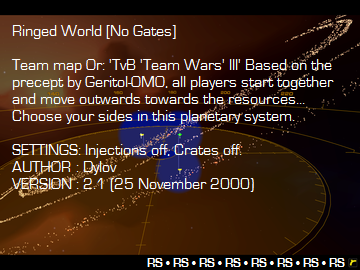 Ringed World [No Gates]
Team map Or: 'TvB 'Team Wars' III' Based on the
precept by Geritol-OMO, all players start together
and move outwards towards the resources...
Choose your sides in this planetary system.
SETTINGS: Injections off, Crates off.
AUTHOR : Dylov
VERSION : 2.1 (25 November 2000)
RS • RS • RS • RS • RS • RS • RS • RS r